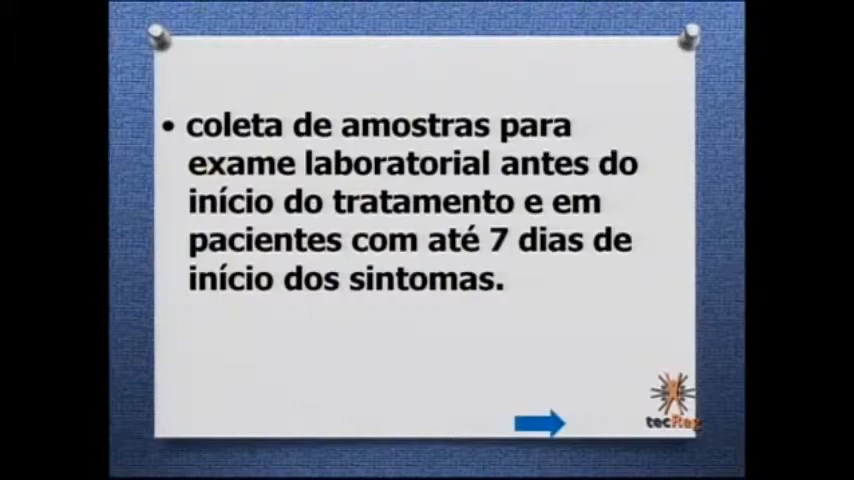 • coleta de amostras para
exame laboratorial antes do
início do tratamento e em
pacientes com até 7 dias de
início dos sintomas.